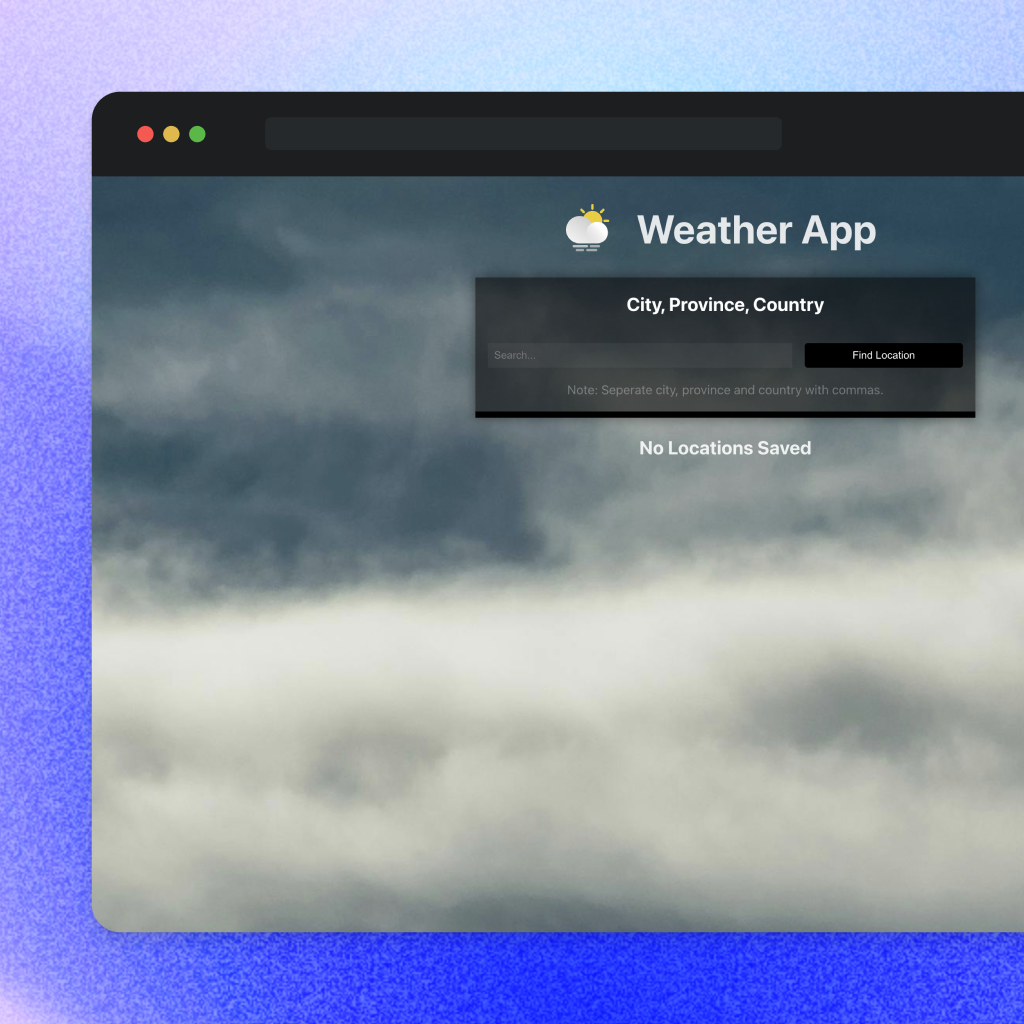 Weather App
City, Province, Country
Search...
Find Location
Note: Seperate city, province and country with commas.
No Locations Saved